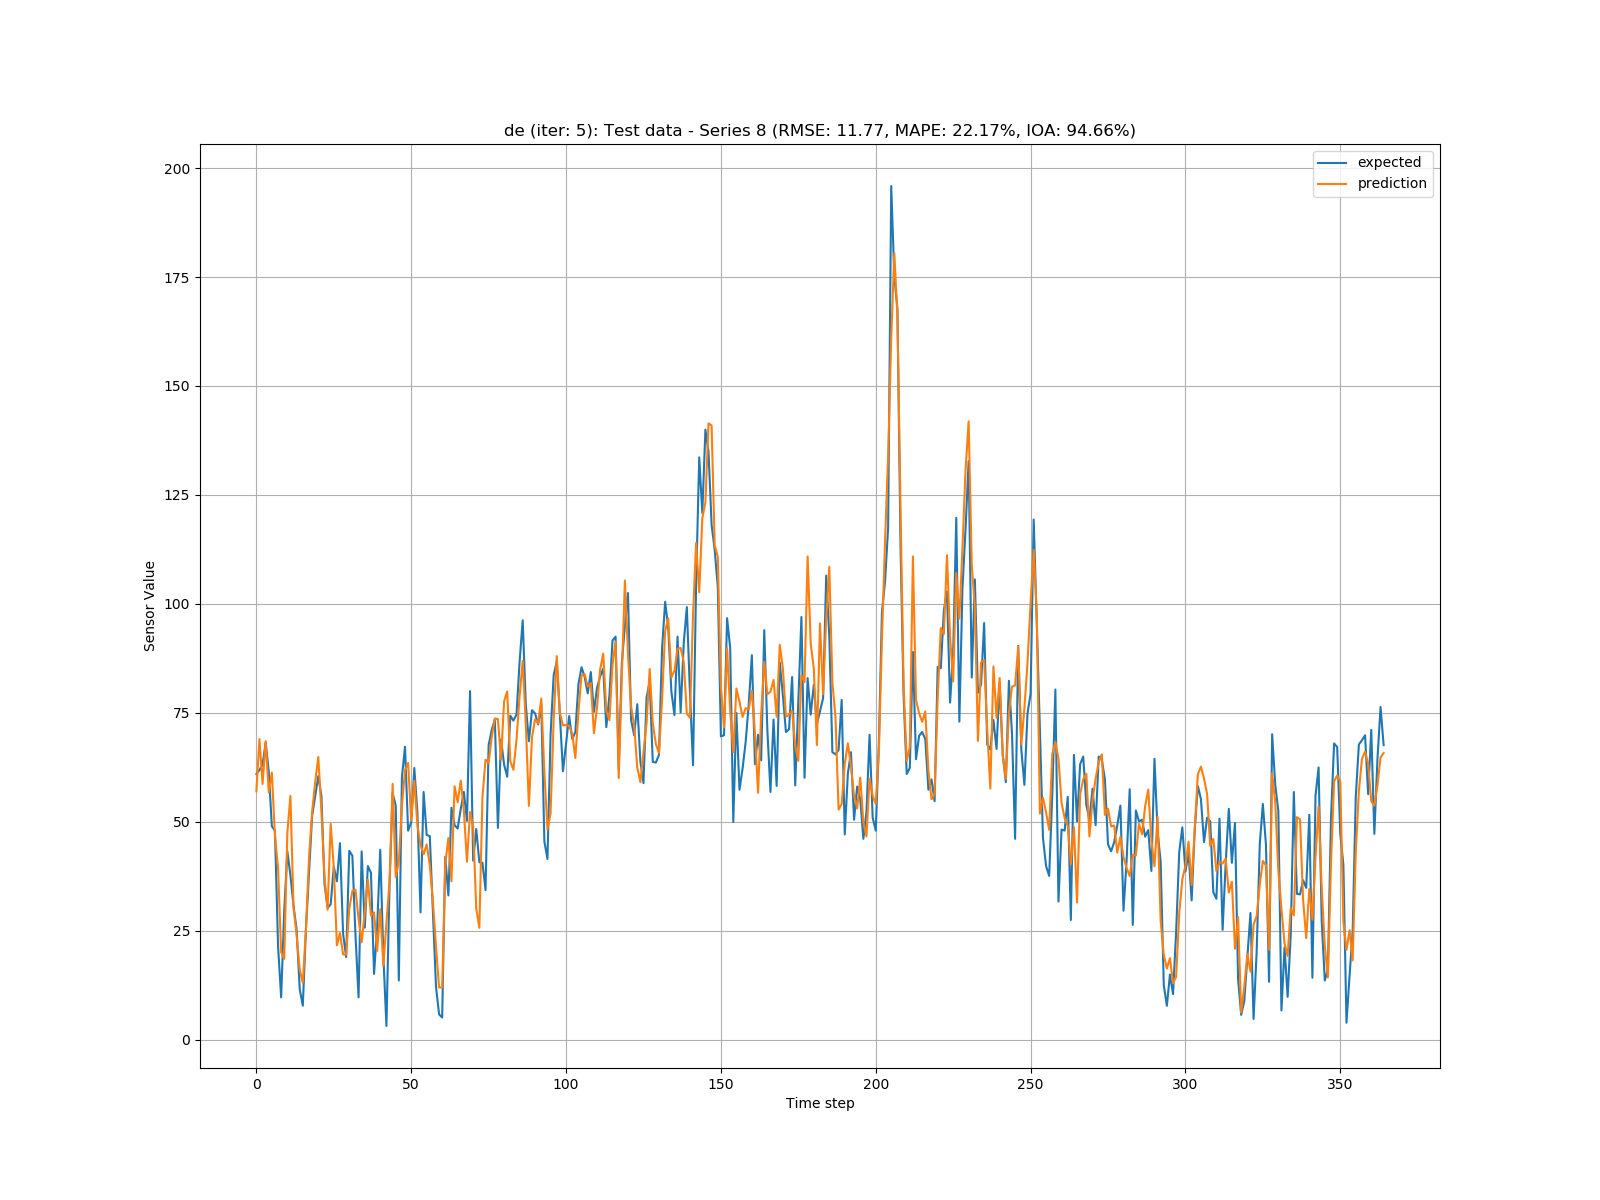 de (iter: 5): Test data - Series 8 (RMSE: 11.77, MAPE: 22.17%, IOA: 94.66%)
expected
prediction
200
175
150
125
100
75
50
25
0
Sensor Value
0 50 100 150 200 250 300 350
Time step